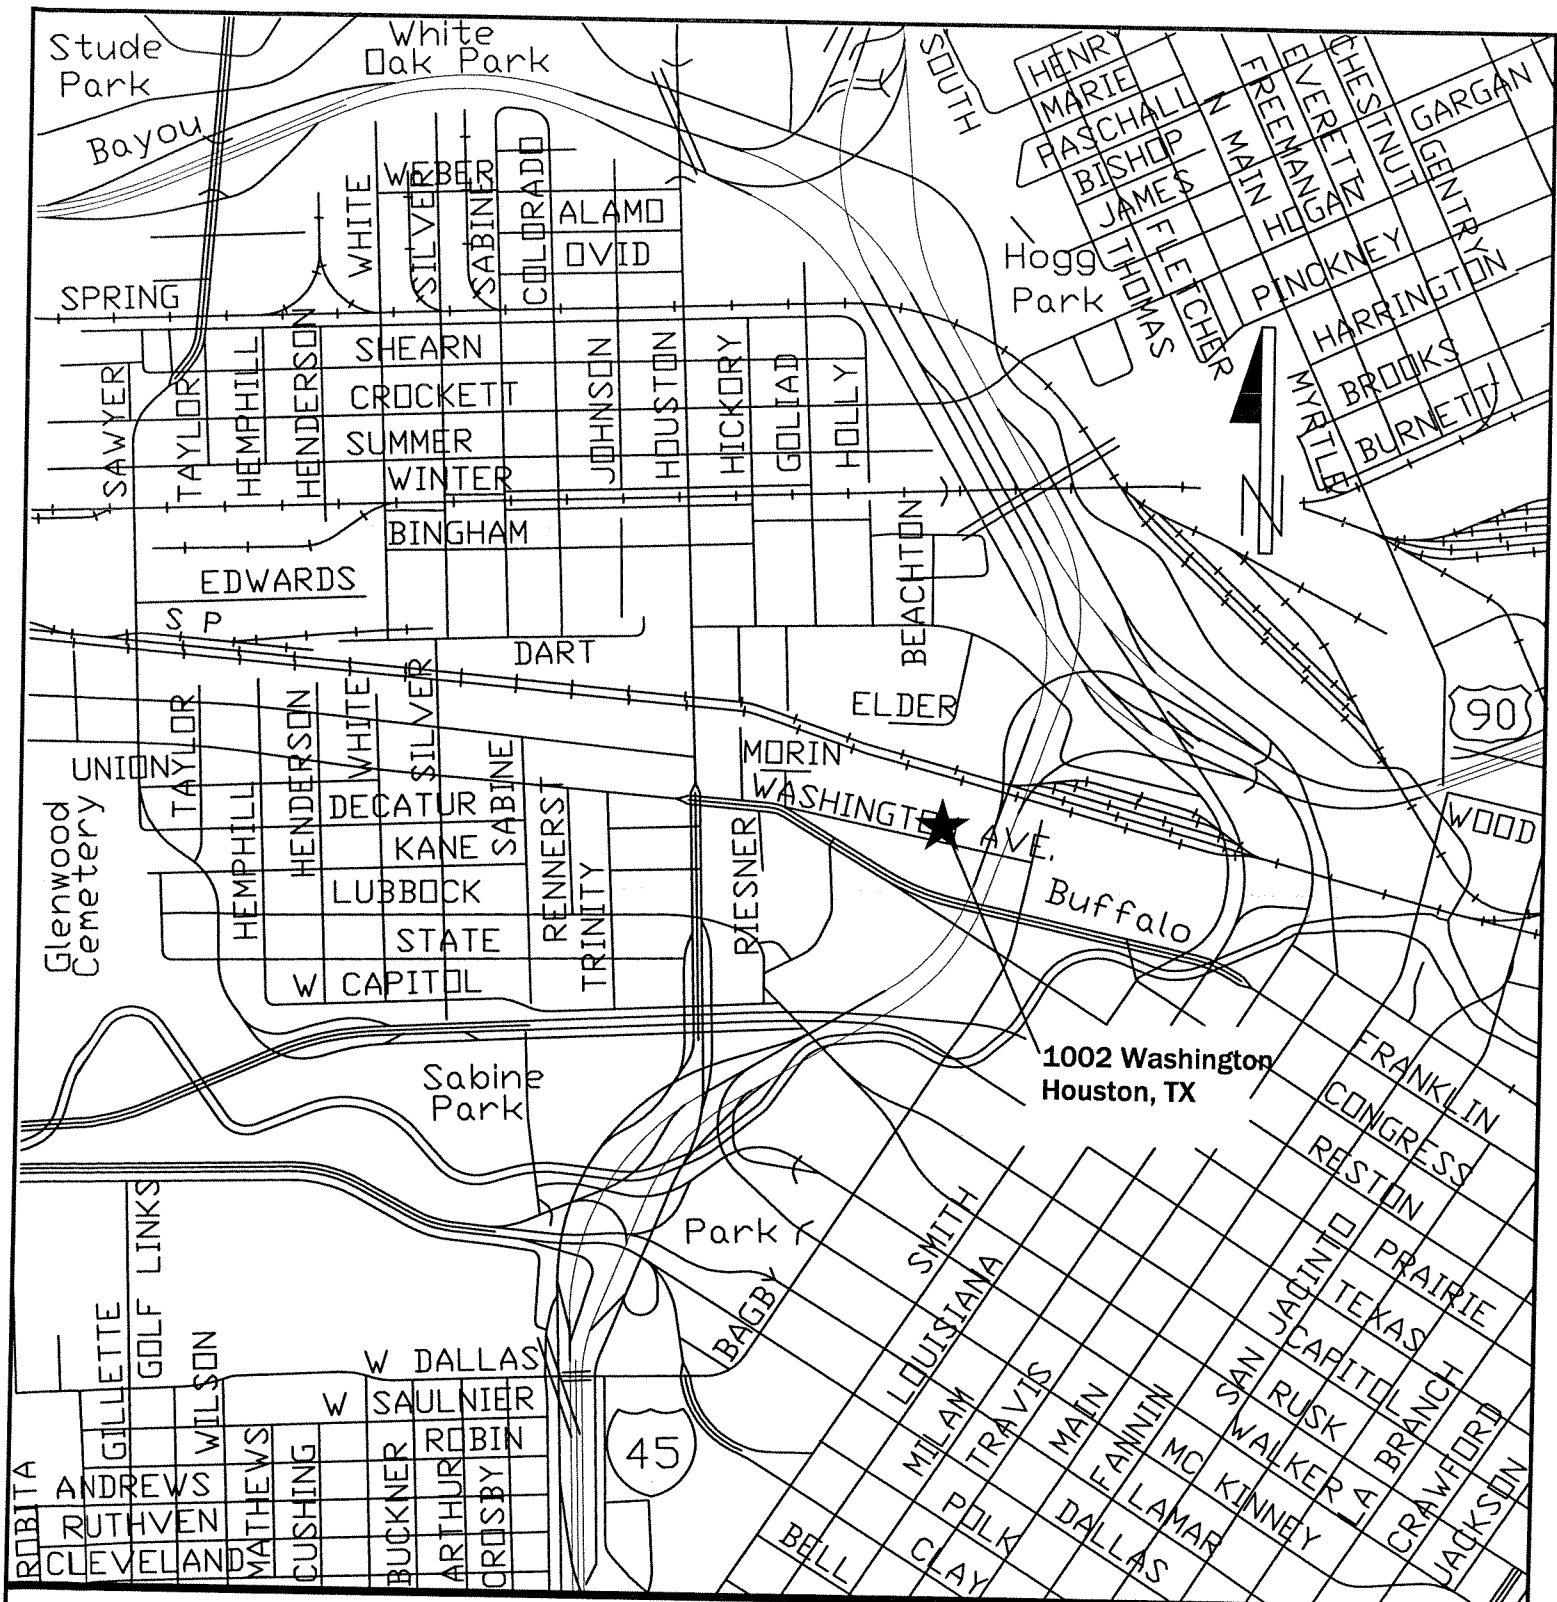 Stude
Park
White
Oak Park
Bayou
SOUTH
HENRY
MARIE
PASCHALL
BISHOP
JAMES
THOMAS
FLETCHER
N MAIN
FREEMAN
EVERETT
CHESTNUT
GENTRY
GARGAN
HOGAN
PINCKNEY
HARRINGTON
BROOKS
BURNETT
MYRTLE
Hogg
Park
WEBER
WHITE
SILVER
SABINE
COLORADO
ALAMO
OVID
SPRING
SHEARN
CROCKETT
SUMMER
WINTER
BINGHAM
SAWYER
TAYLOR
HEMPHILL
HENDERSON
JOHNSON
HOUSTON
HICKORY
GOLIAD
HOLLY
BEACHTON
N
EDWARDS
S P
DART
ELDER
MORIN
WASHINGTON AVE.
90
WOOD
UNION
TAYLOR
HENDERSON
WHITE
SILVER
SABINE
DECATUR
KANE
LUBBOCK
STATE
W CAPITOL
HEMPHILL
RENNERST
TRINITY
RIESNER
Glenwood
Cemetery
Buffalo
1002 Washington
Houston, TX
Sabine
Park
Park
FRANKLIN
CONGRESS
RESTON
PRAIRIE
TEXAS
CAPITOL
RUSK
WALKER
MC KINNEY
LAMAR
DALLAS
POLK
CLAY
BELL
BAGBY
SMITH
LOUISIANA
MILAM
TRAVIS
MAIN
FANNIN
SAN JACINTO
LA BRANCH
CRAWFORD
JACKSON
GILLETTE
GOLF LINKS
WILSON
W DALLAS
W SAULNIER
ROBIN
ANDREWS
RUTHVEN
CLEVELAND
ROBITA
MATHEWS
CUSHING
BUCKNER
ARTHUR
CROSBY
45